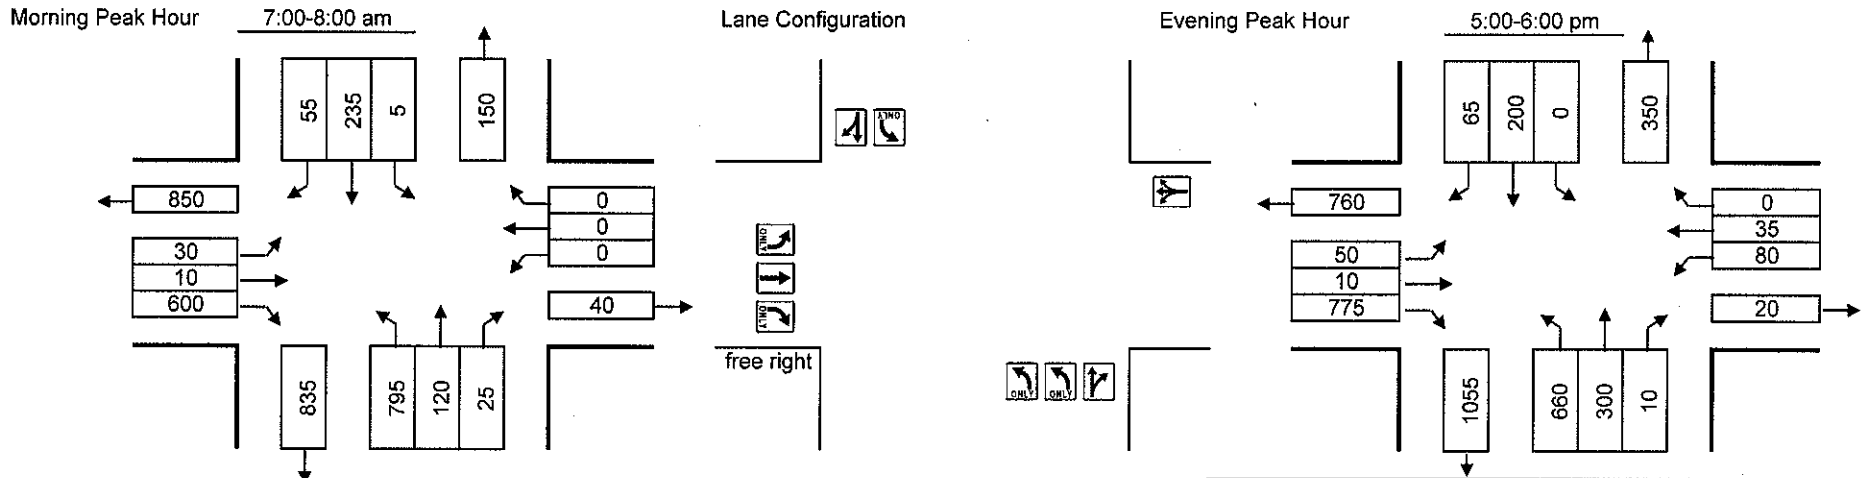 Morning Peak Hour
7:00-8:00 am
55
235
5
150
850
30
10
600
0
0
0
40
835
795
120
25
Lane Configuration
ONLY
ONLY
ONLY
free right
ONLY
ONLY
Evening Peak Hour
5:00-6:00 pm
65
200
0
350
760
50
10
775
0
35
80
20
1055
660
300
10